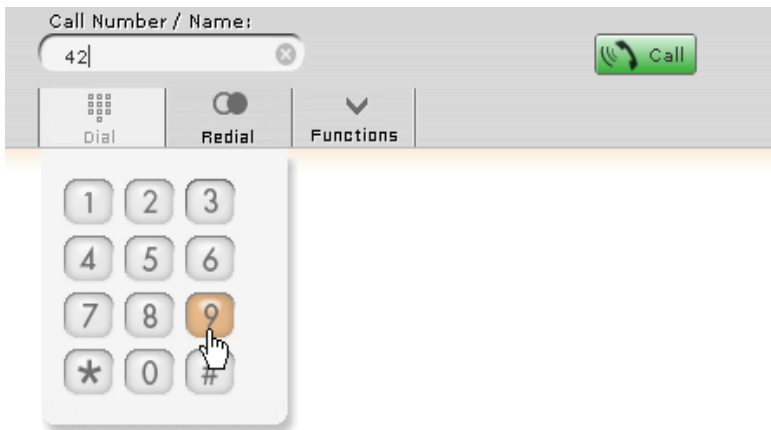 Call Number / Name:
42
Call
Dial
Redial
Functions
1 2 3
4 5 6
7 8 9
* 0 #